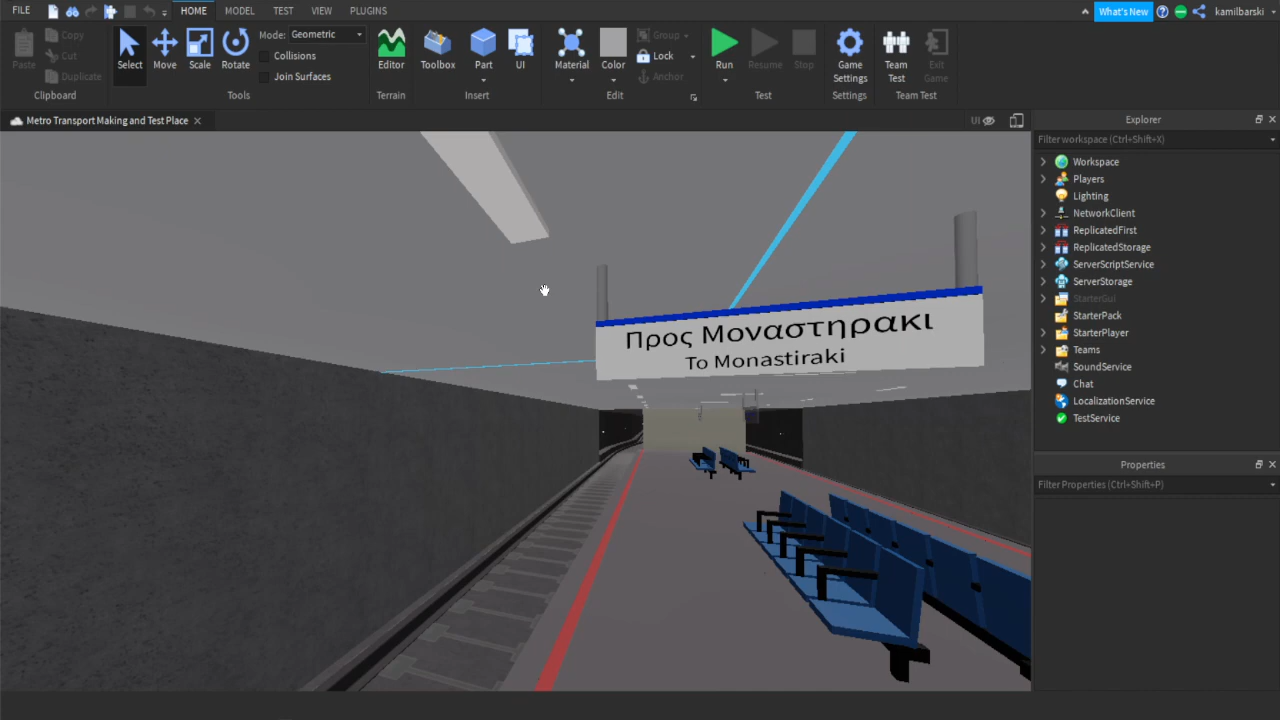 FILE
HOME
MODEL
TEST
VIEW
PLUGINS
What's New
kamilbarski
Paste
Copy
Cut
Duplicate
Clipboard
Select
Move
Scale
Rotate
Mode: Geometric
Collisions
Join Surfaces
Tools
Editor
Terrain
Toolbox
Part
UI
Insert
Material
Color
Group
Lock
Anchor
Edit
Run
Resume
Stop
Test
Game
Settings
Settings
Team
Test
Exit
Game
Team Test
Metro Transport Making and Test Place
UI
Προς Μοναστηρακι
To Monastiraki
Explorer
Filter workspace (Ctrl+Shift+X)
Workspace
Players
Lighting
NetworkClient
ReplicatedFirst
ReplicatedStorage
ServerScriptService
ServerStorage
StarterGui
StarterPack
StarterPlayer
Teams
SoundService
Chat
LocalizationService
TestService
Properties
Filter Properties (Ctrl+Shift+P)